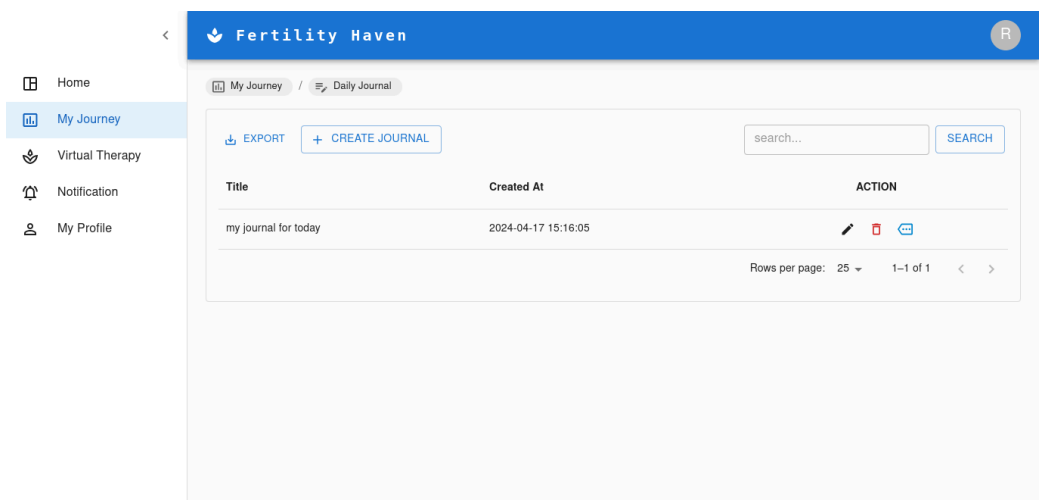 Fertility Haven
R
Home
My Journey
Virtual Therapy
Notification
My Profile
My Journey / Daily Journal
EXPORT + CREATE JOURNAL search... SEARCH
Title Created At ACTION
my journal for today 2024-04-17 15:16:05
Rows per page: 25 1–1 of 1